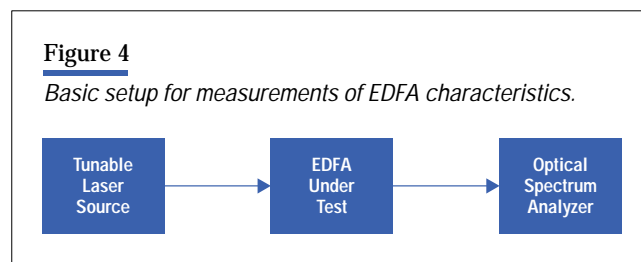 Figure 4
Basic setup for measurements of EDFA characteristics.
Tunable
Laser
Source
EDFA
Under
Test
Optical
Spectrum
Analyzer